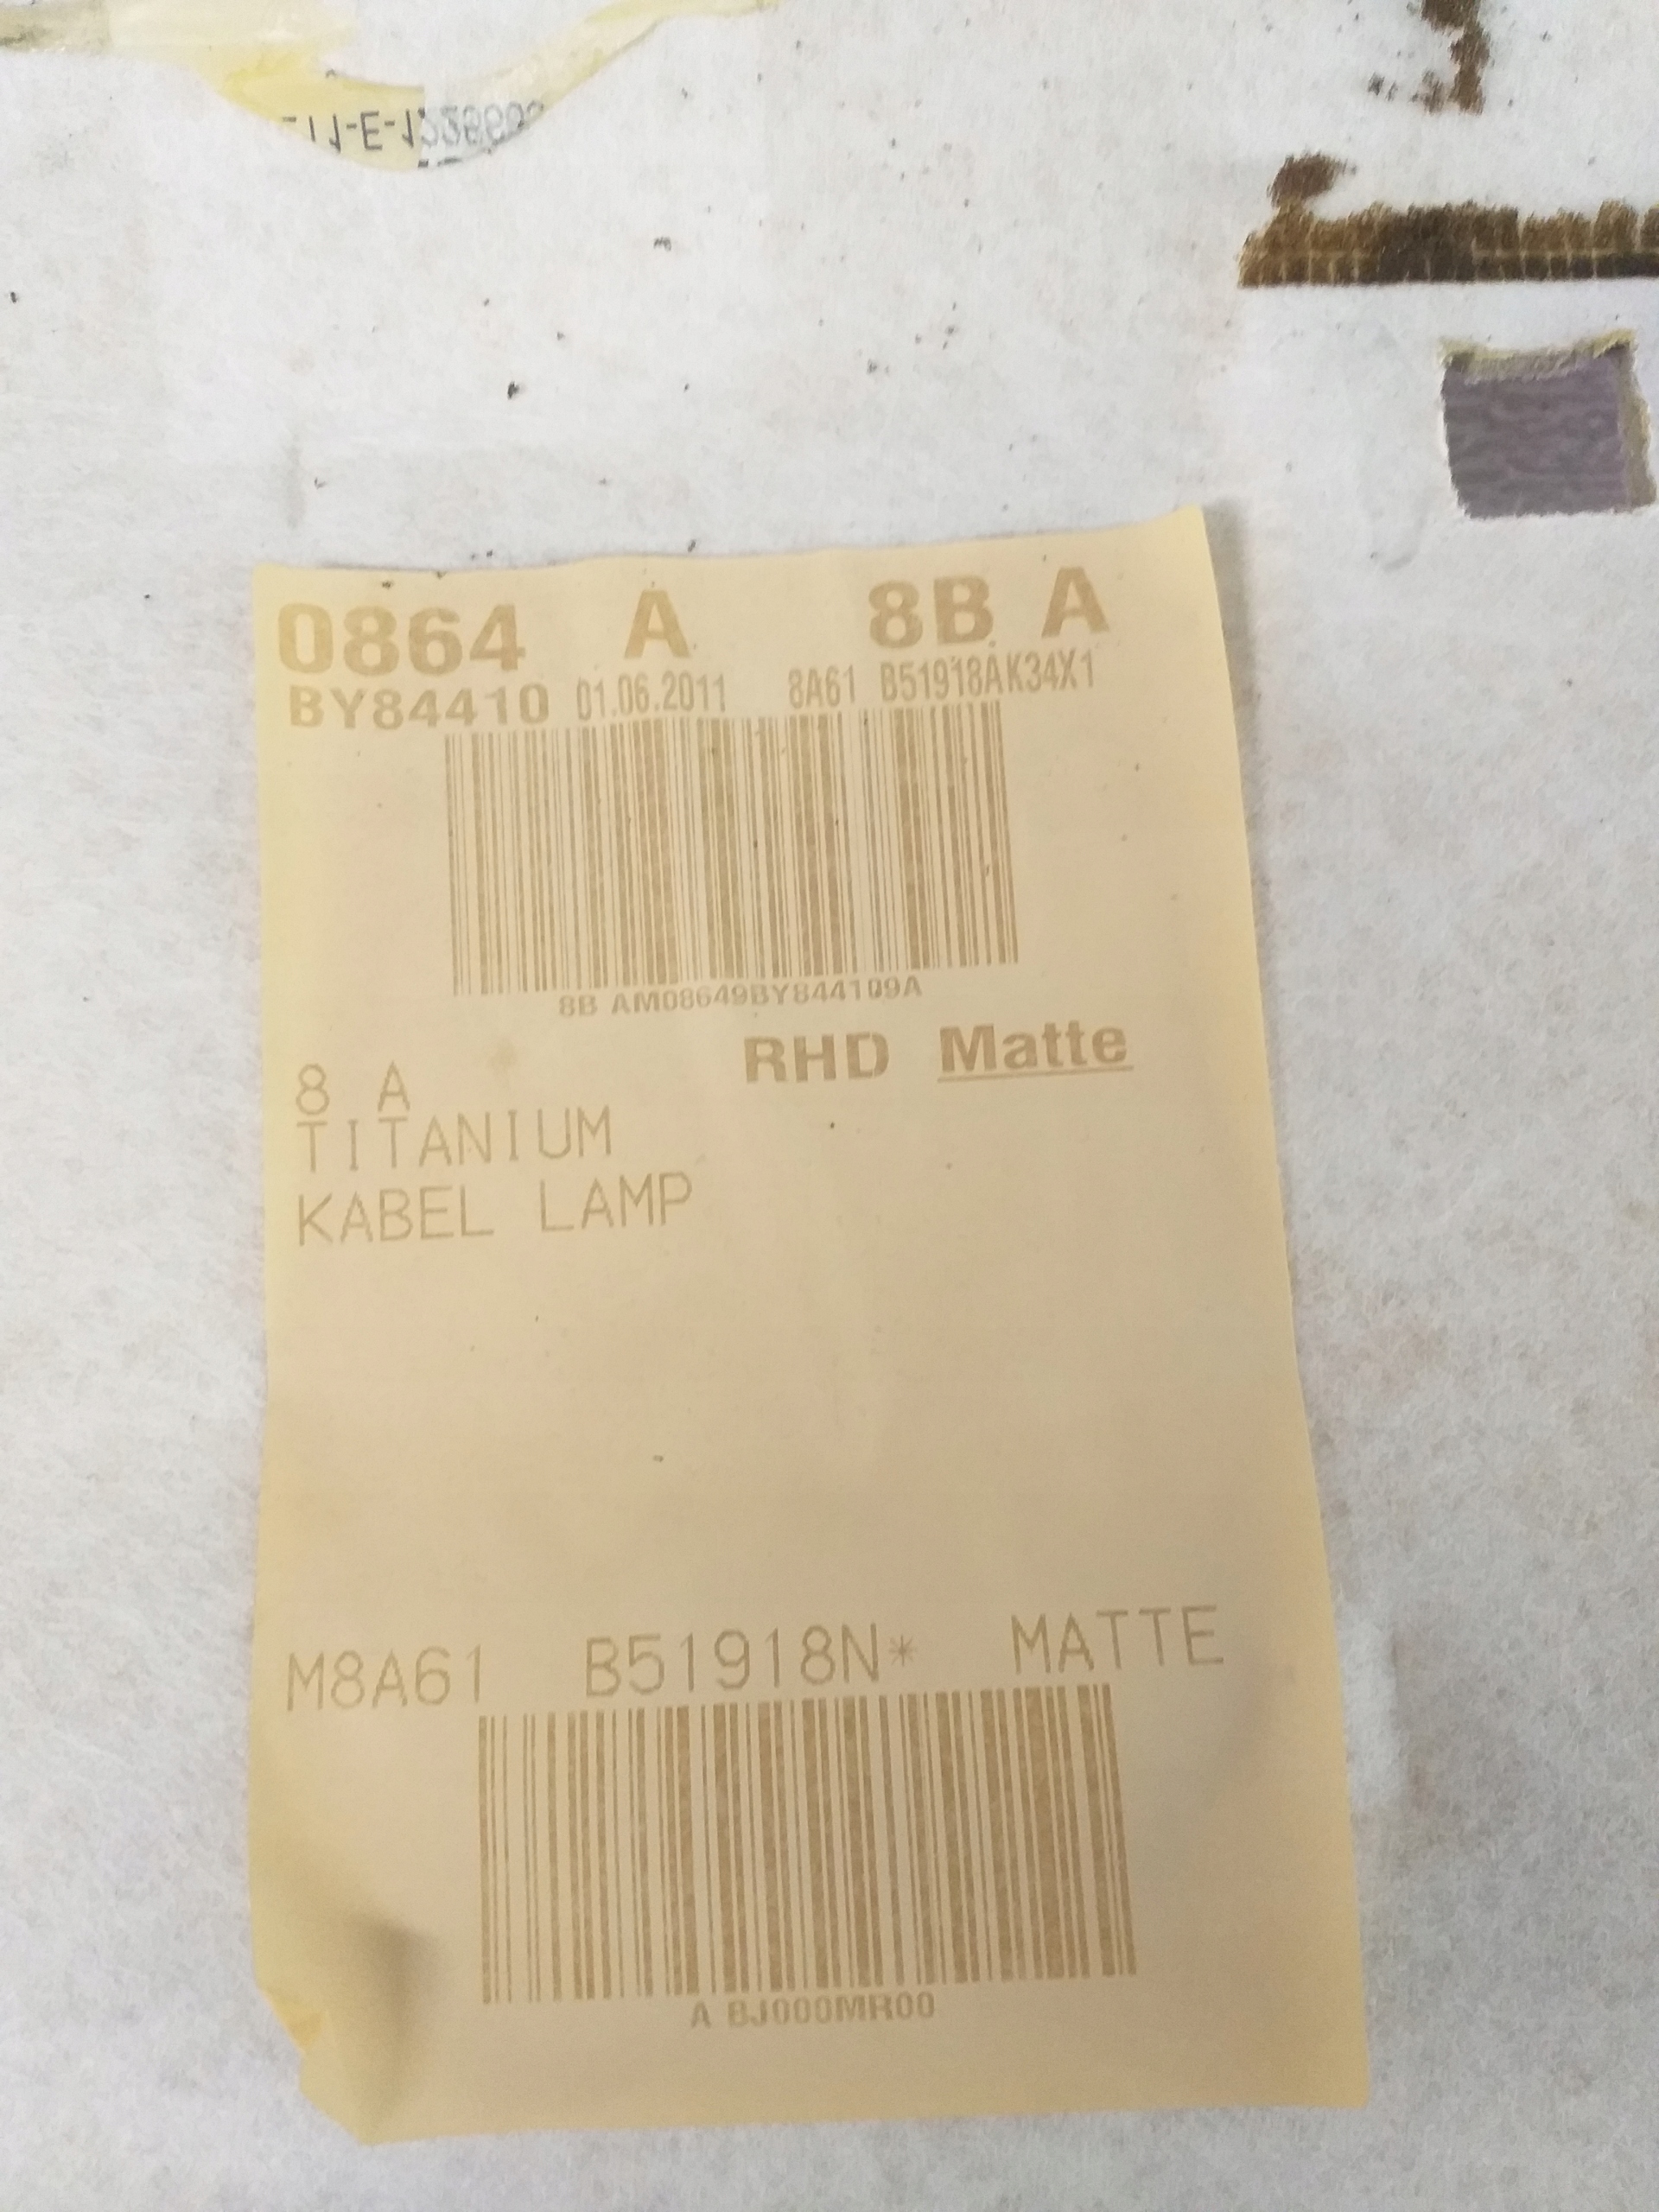 0864 A 8B A
BY84410 01.06.2011 8A61 B51918AK34X1
8B AM08649BY844109A
RHD Matte
8 A
TITANIUM
KABEL LAMP
M8A61 B51918N* MATTE
A BJ000MR00